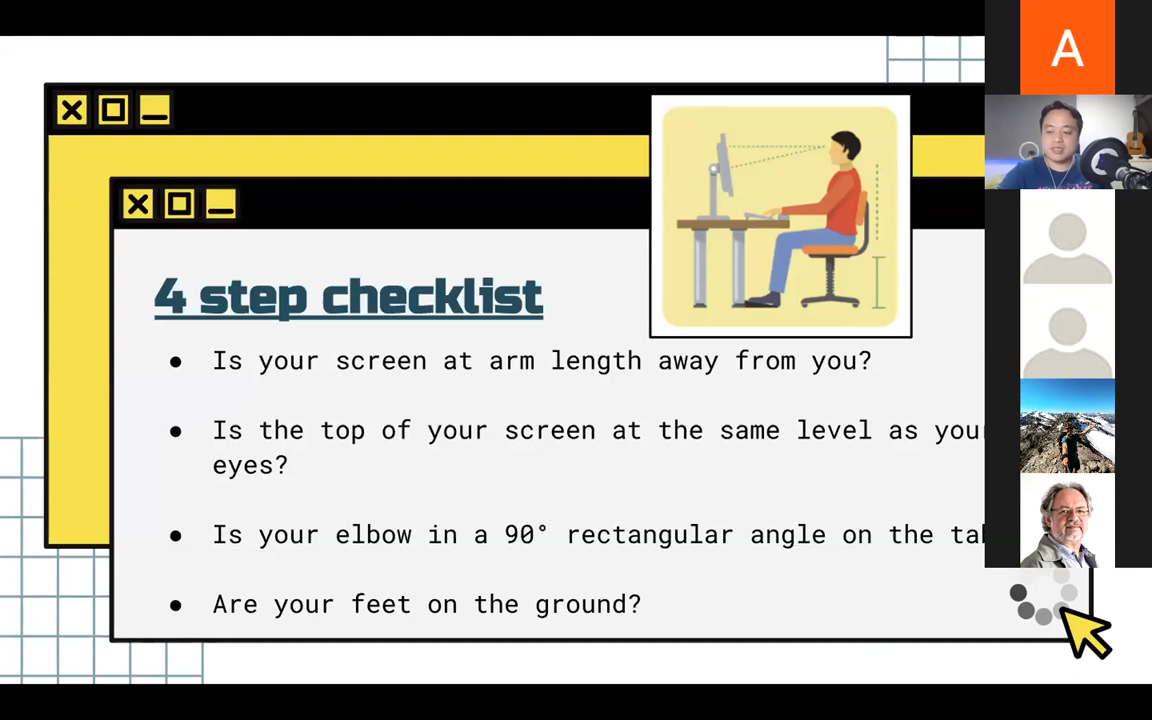 A
4 step checklist
● Is your screen at arm length away from you?
● Is the top of your screen at the same level as your
eyes?
● Is your elbow in a 90° rectangular angle on the
● Are your feet on the ground?